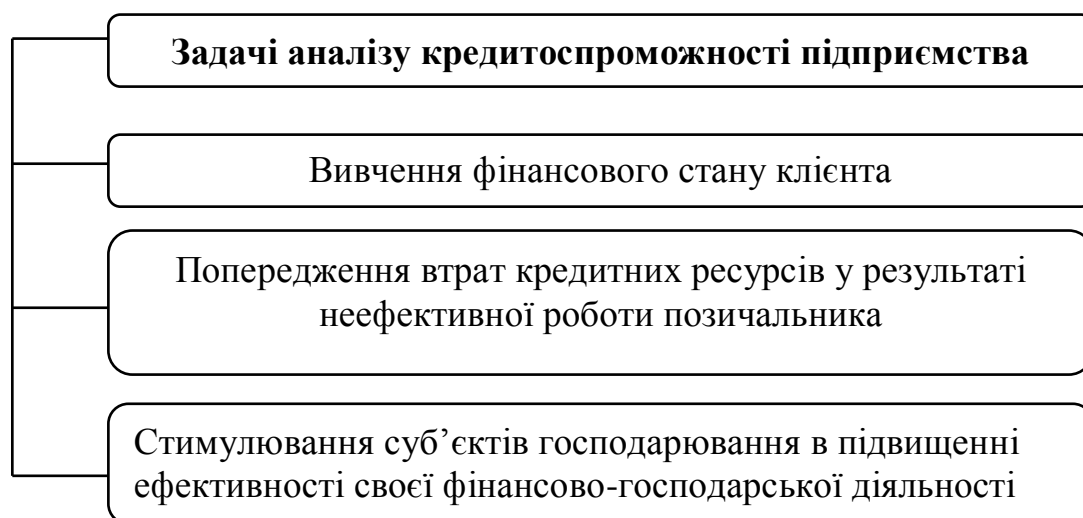 Задачі аналізу кредитоспроможності підприємства
Вивчення фінансового стану клієнта
Попередження втрат кредитних ресурсів у результаті
неефективної роботи позичальника
Стимулювання суб’єктів господарювання в підвищенні
ефективності своєї фінансово-господарської діяльності